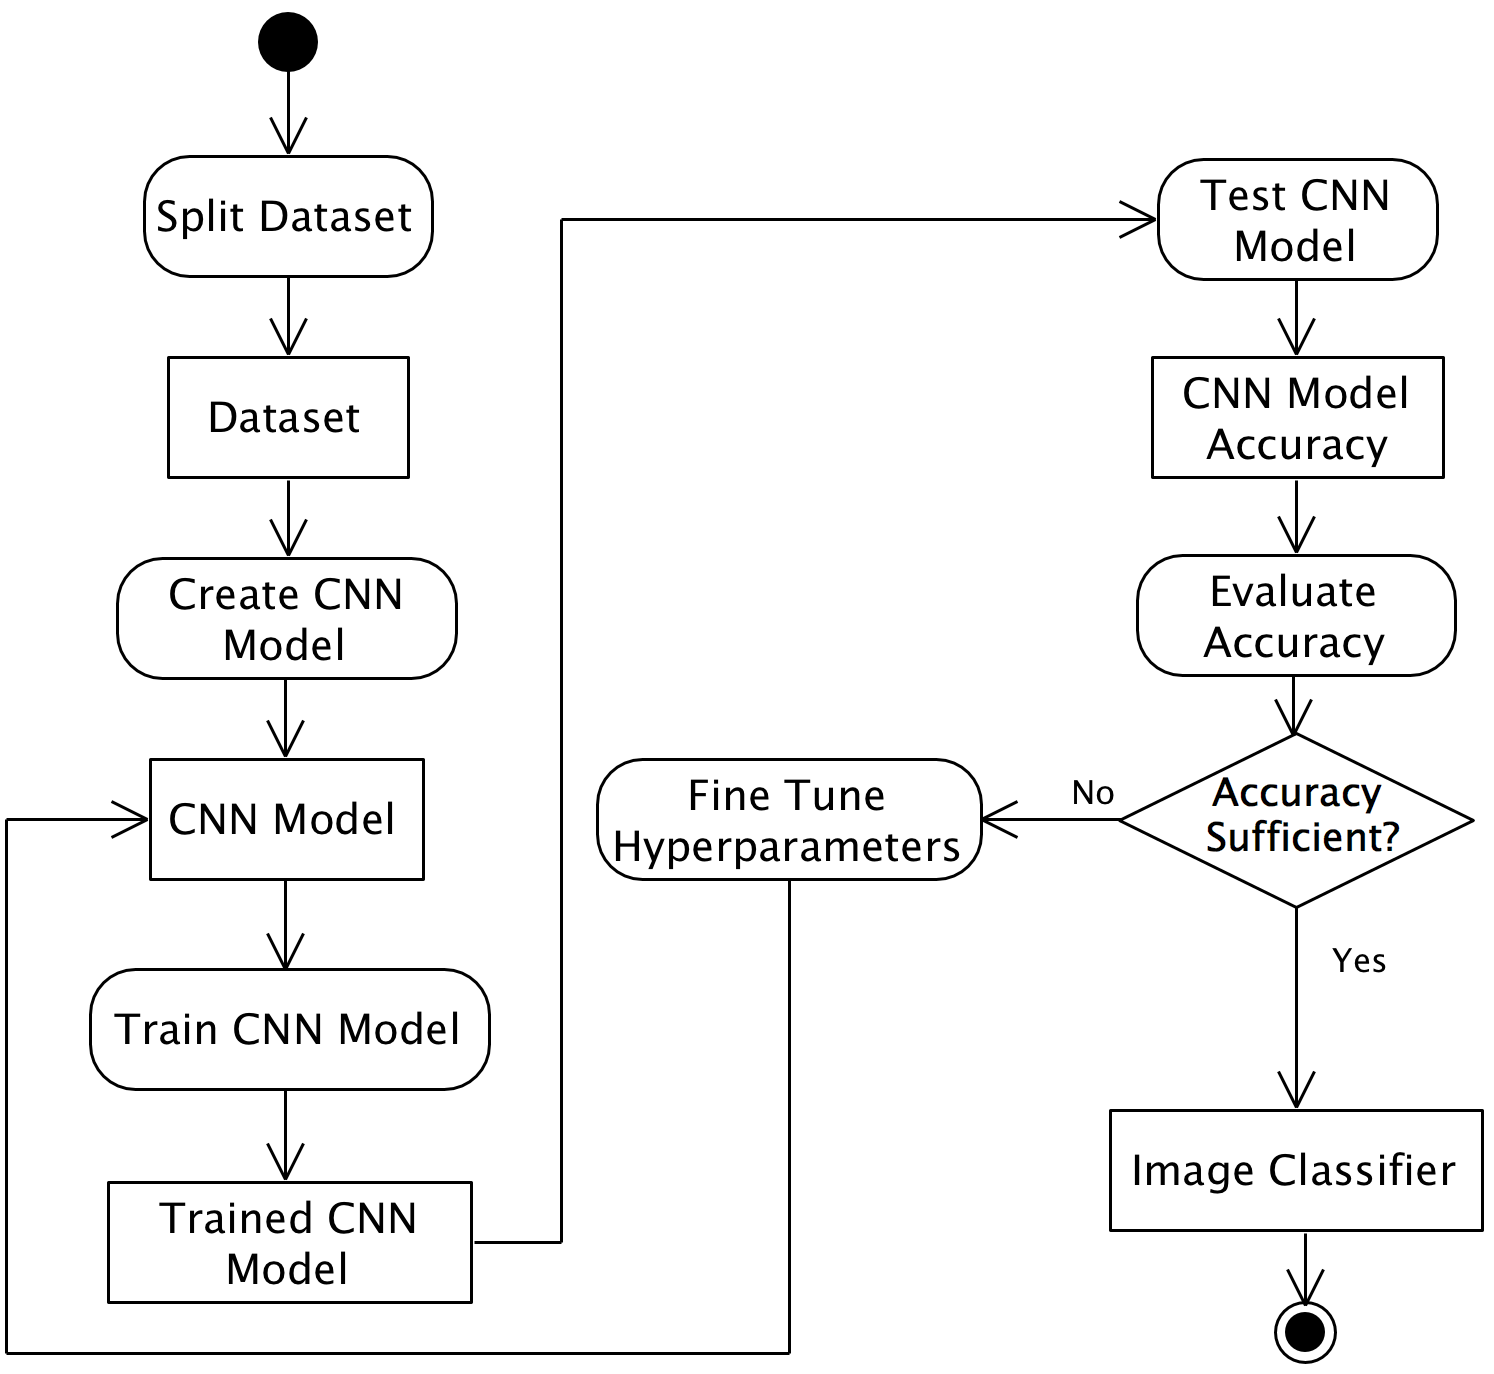 Split Dataset
Dataset
Create CNN
Model
CNN Model
Train CNN Model
Trained CNN
Model
Test CNN
Model
CNN Model
Accuracy
Evaluate
Accuracy
Accuracy
Sufficient?
No
Fine Tune
Hyperparameters
Yes
Image Classifier